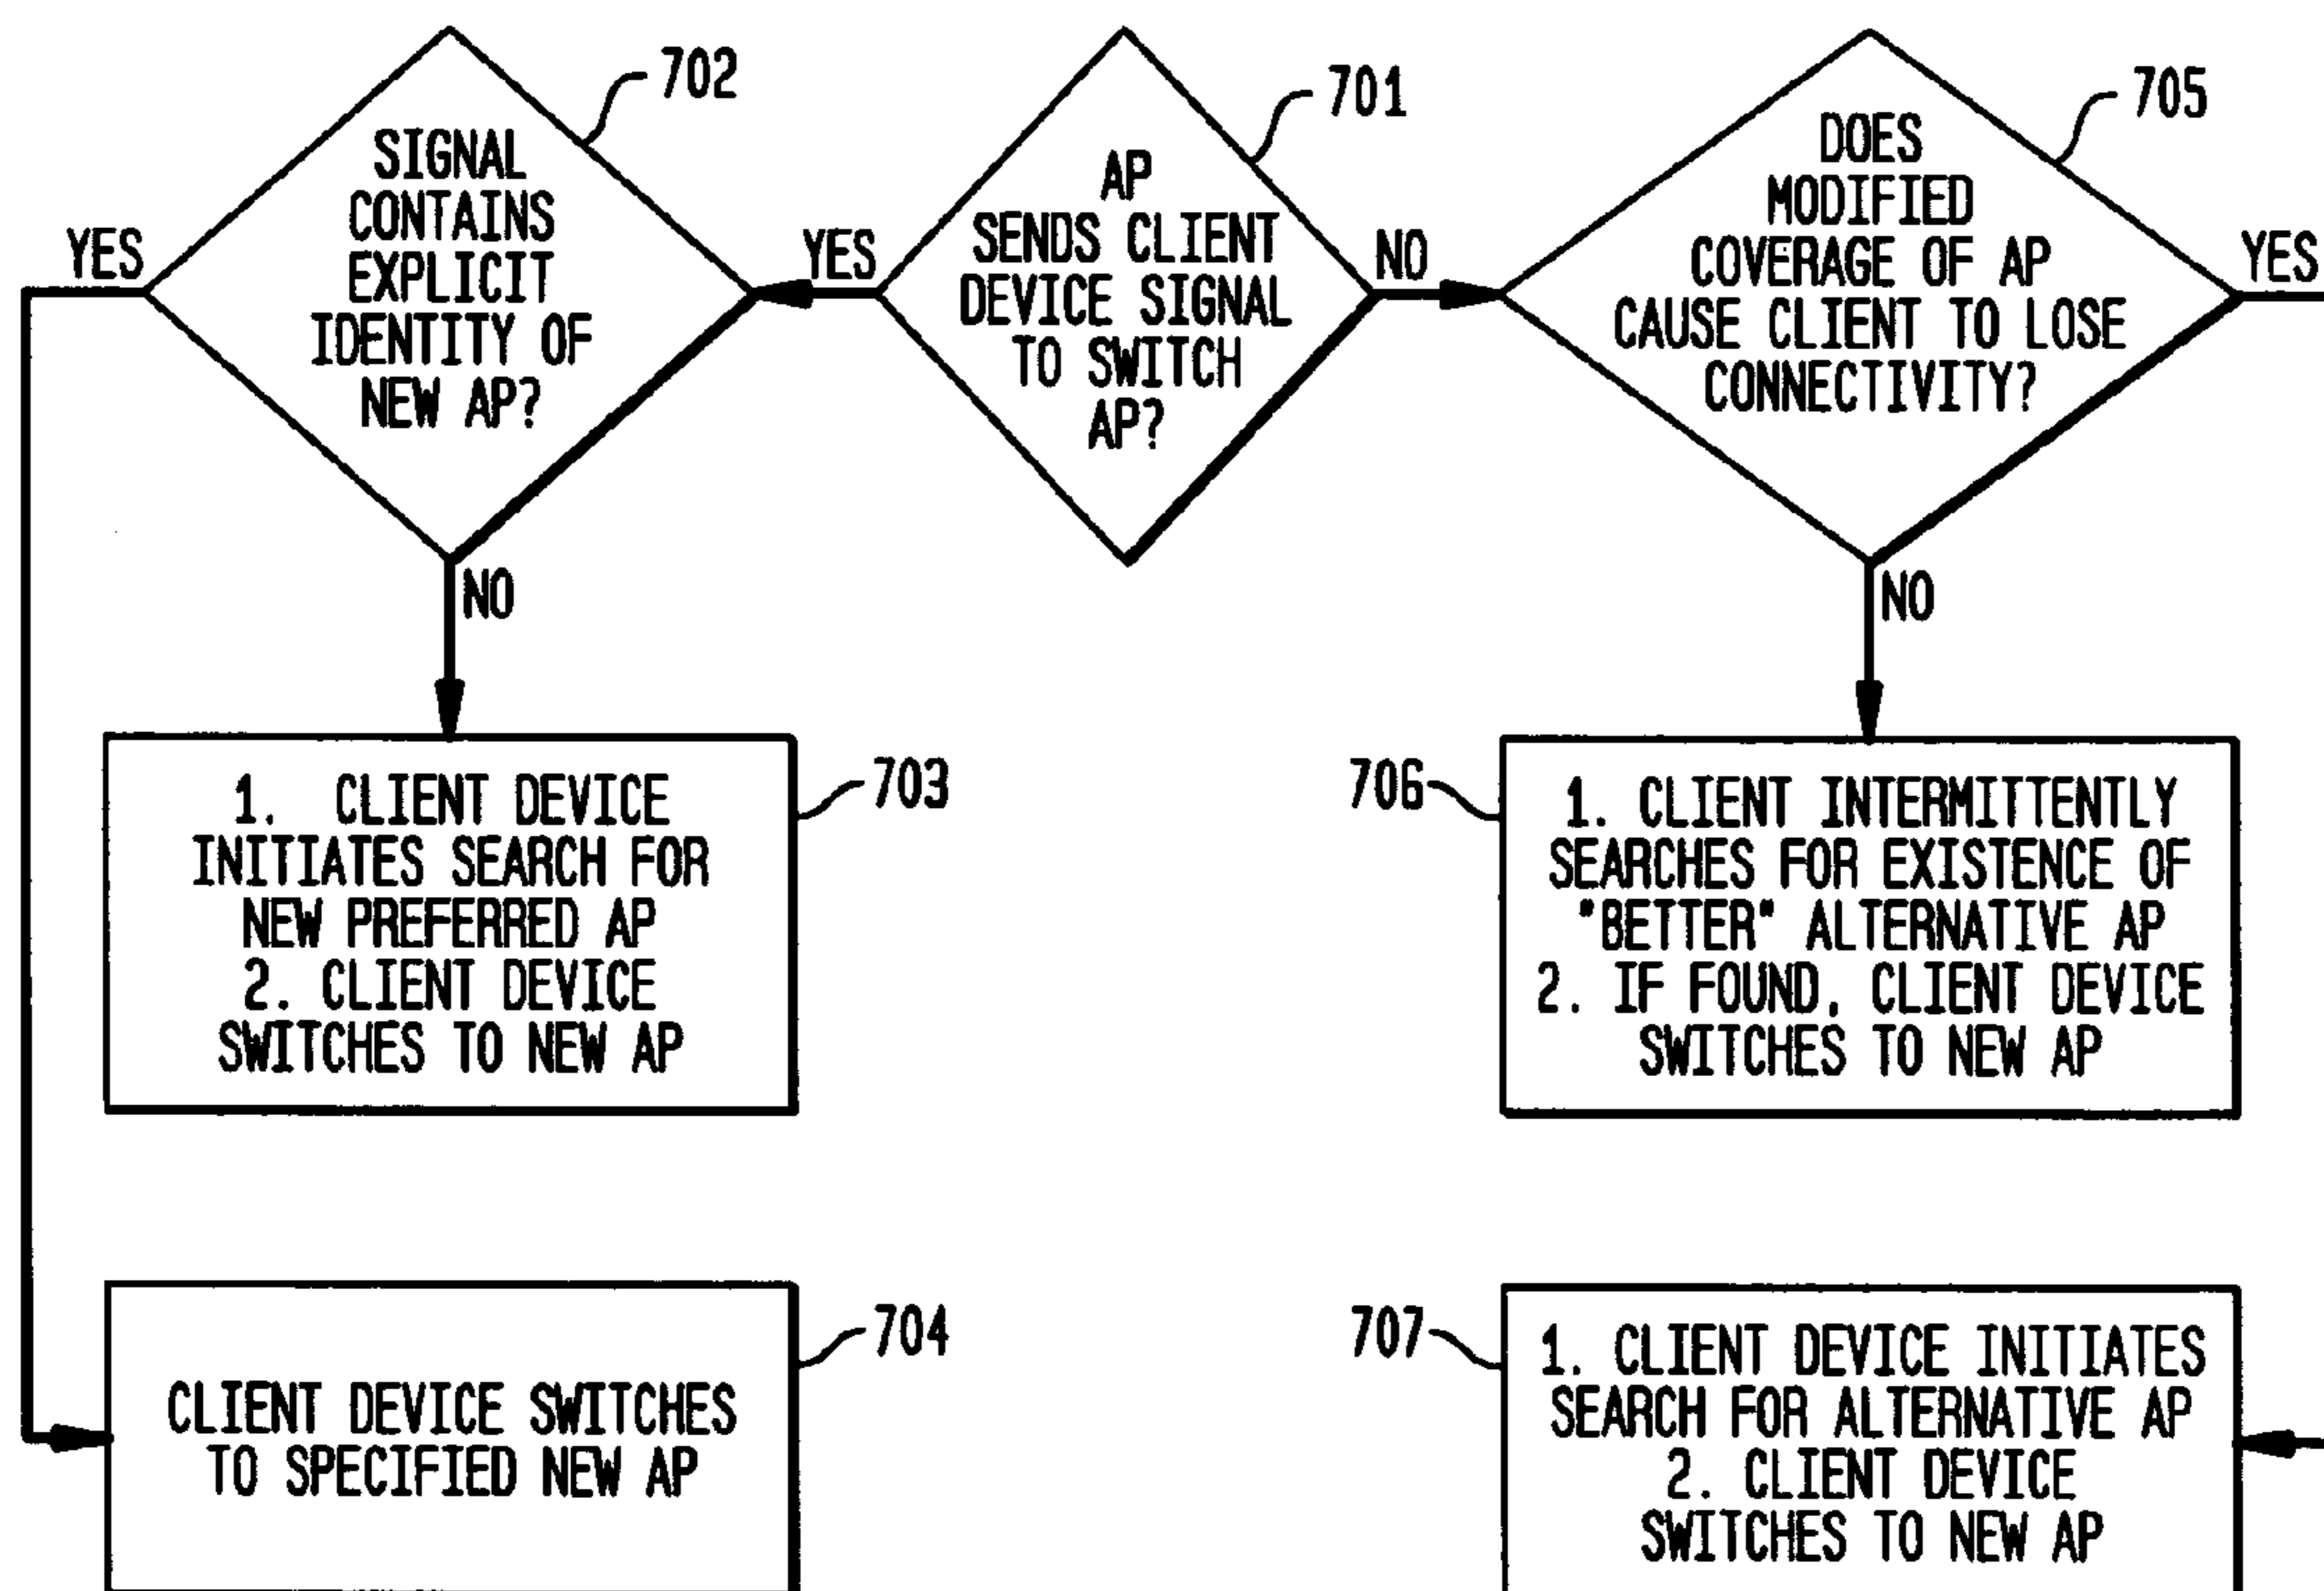 702
SIGNAL
CONTAINS
EXPLICIT
IDENTITY OF
NEW AP?
YES
NO
701
AP
SENDS CLIENT
DEVICE SIGNAL
TO SWITCH
AP?
YES
NO
705
DOES
MODIFIED
COVERAGE OF AP
CAUSE CLIENT TO LOSE
CONNECTIVITY?
YES
NO
703
1. CLIENT DEVICE
INITIATES SEARCH FOR
NEW PREFERRED AP
2. CLIENT DEVICE
SWITCHES TO NEW AP
706
1. CLIENT INTERMITTENTLY
SEARCHES FOR EXISTENCE OF
"BETTER" ALTERNATIVE AP
2. IF FOUND, CLIENT DEVICE
SWITCHES TO NEW AP
704
CLIENT DEVICE SWITCHES
TO SPECIFIED NEW AP
707
1. CLIENT DEVICE INITIATES
SEARCH FOR ALTERNATIVE AP
2. CLIENT DEVICE
SWITCHES TO NEW AP